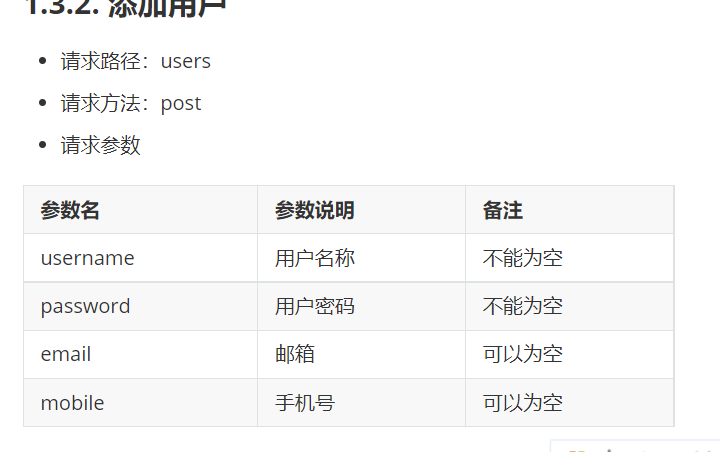 1.3.2. 添加用户
请求路径：users
请求方法：post
请求参数
参数名 参数说明 备注
username 用户名称 不能为空
password 用户密码 不能为空
email 邮箱 可以为空
mobile 手机号 可以为空